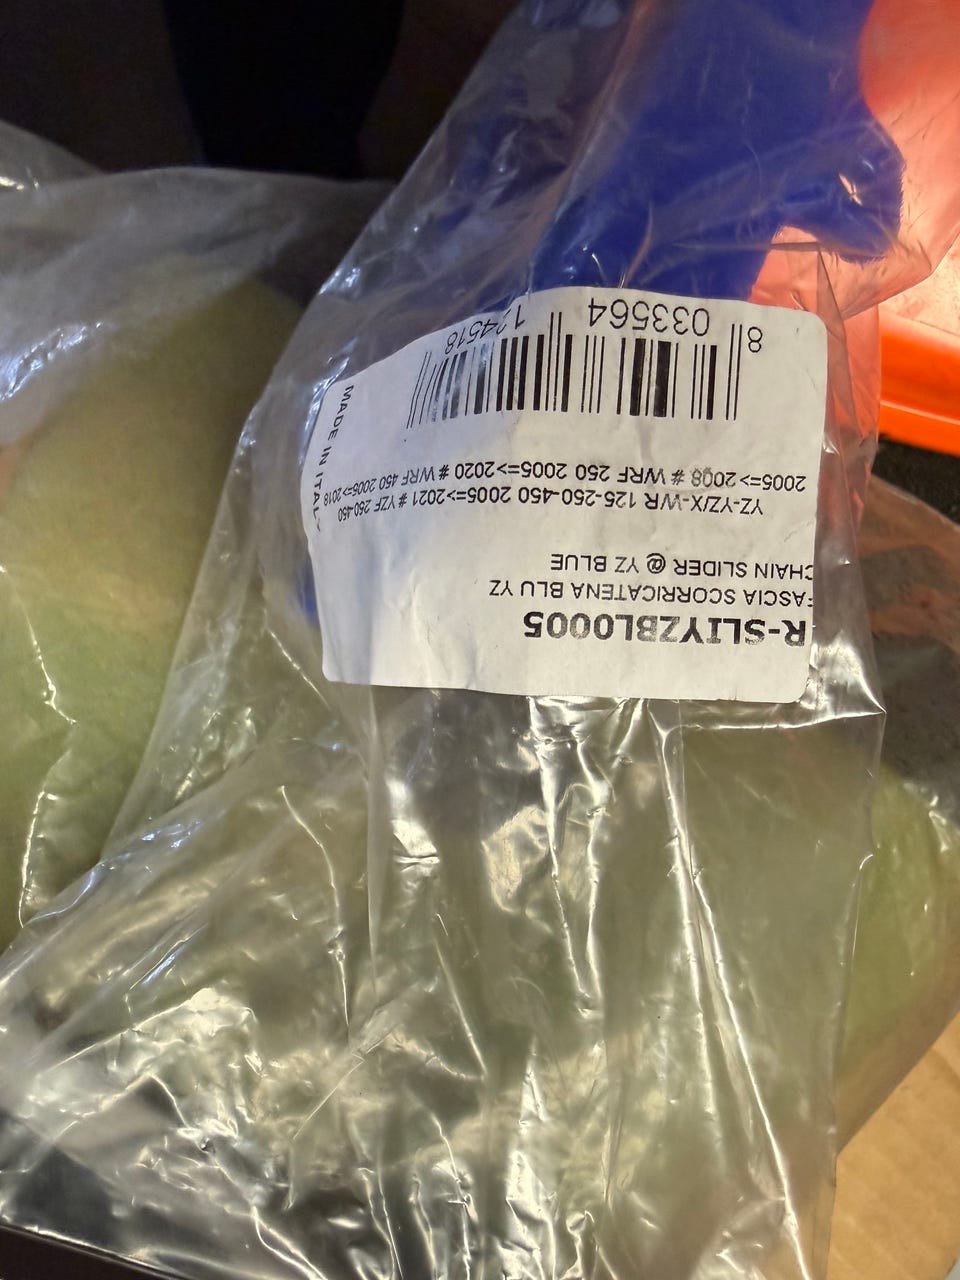 R-SLIYZBL0005
FASCIA SCORRICATENA BLU YZ
CHAIN SLIDER @ YZ BLUE
YZ-YZ/X-WR 125-250-450 2005=>2021 # YZF 250-450
2005=>2008 # WRF 250 2005=>2020 # WRF 450 2005=>2018
MADE IN ITALY
8 033564 124518